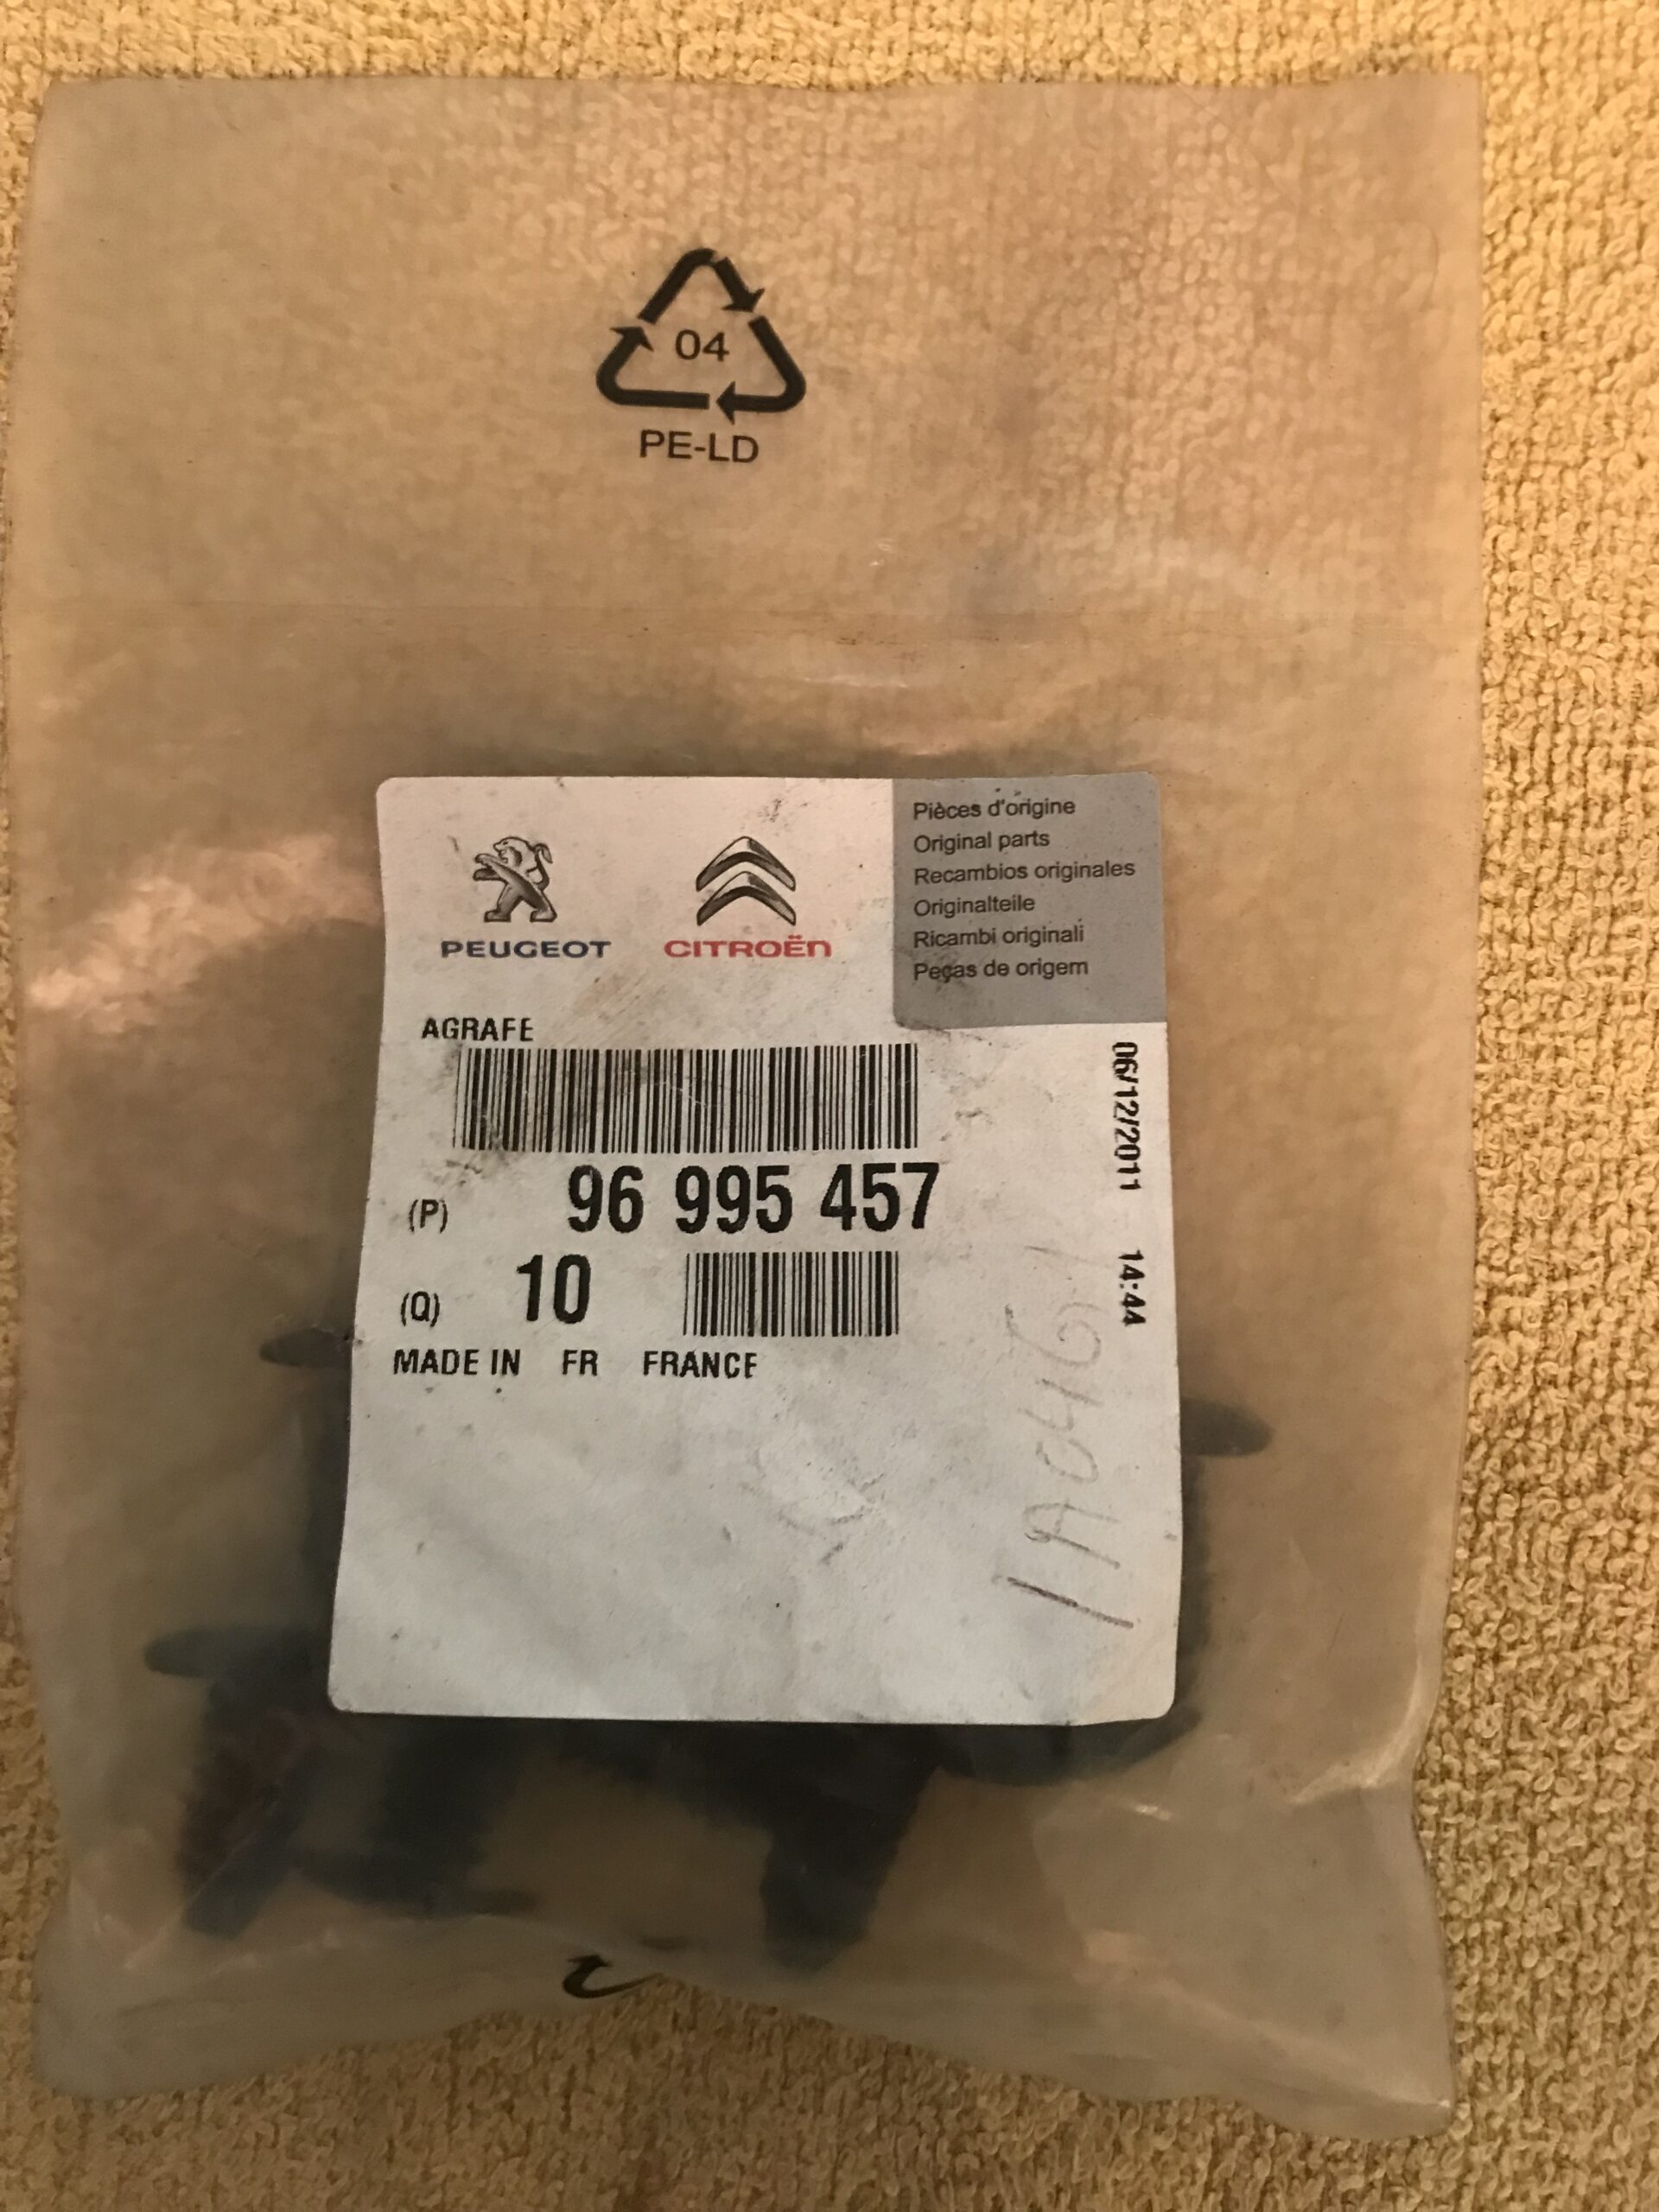 04
PE-LD
PEUGEOT
CITROËn
Pièces d'origine
Original parts
Recambios originales
Originalteile
Ricambi originali
Peças de origem
AGRAFE
(P) 96 995 457
(Q) 10
MADE IN FR FRANCE
06/12/2011 14:44